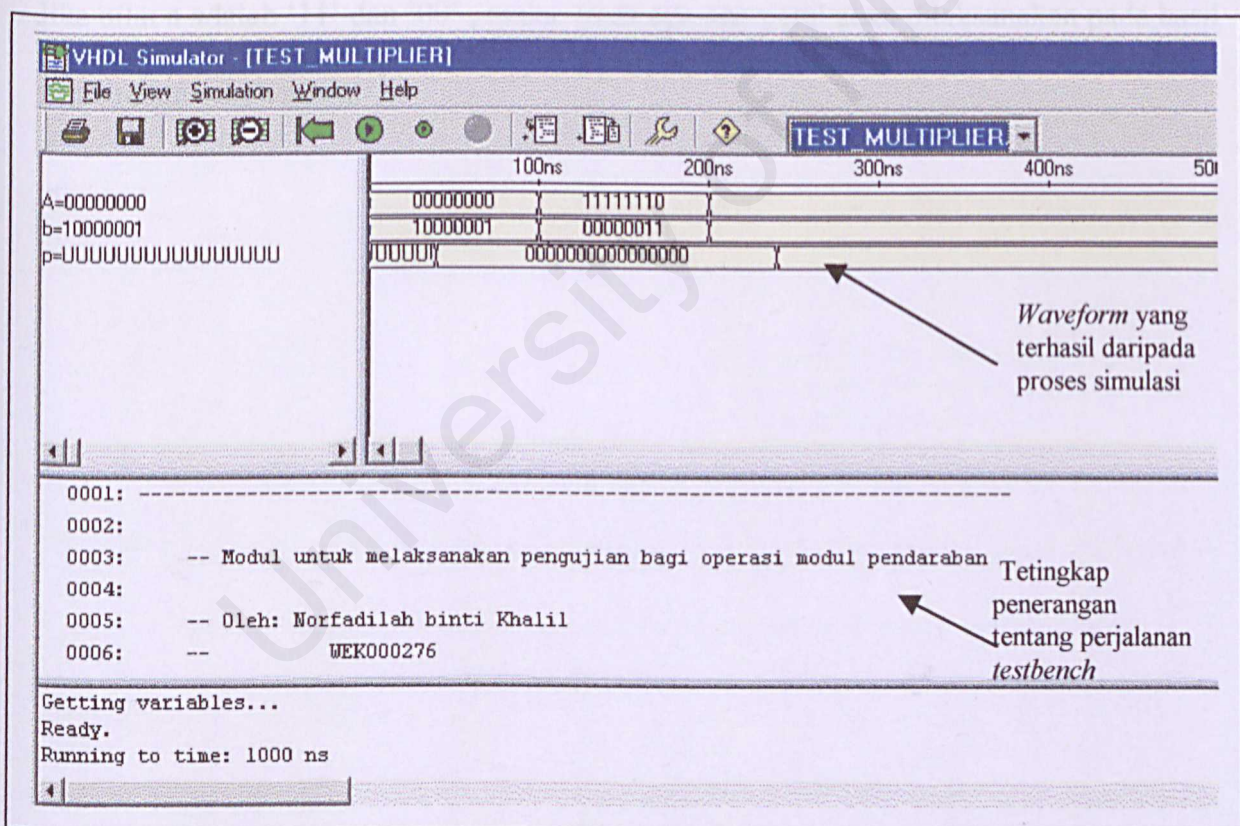 VHDL Simulator - [TEST_MULTIPLIER]
File View Simulation Window Help
TEST_MULTIPLIER.
100ns 200ns 300ns 400ns
A=00000000 00000000 11111110
b=10000001 10000001 00000011
p=UUUUUUUUUUUUUUUU UUUUU 0000000000000000
Waveform yang
terhasil daripada
proses simulasi
0001: ----------------------------------------------------------------
0002:
0003: -- Modul untuk melaksanakan pengujian bagi operasi modul pendaraban
0004:
0005: -- Oleh: Norfadilah binti Khalil
0006: -- WEK000276
Tetingkap
penerangan
tentang perjalanan
testbench
Getting variables...
Ready.
Running to time: 1000 ns
University of